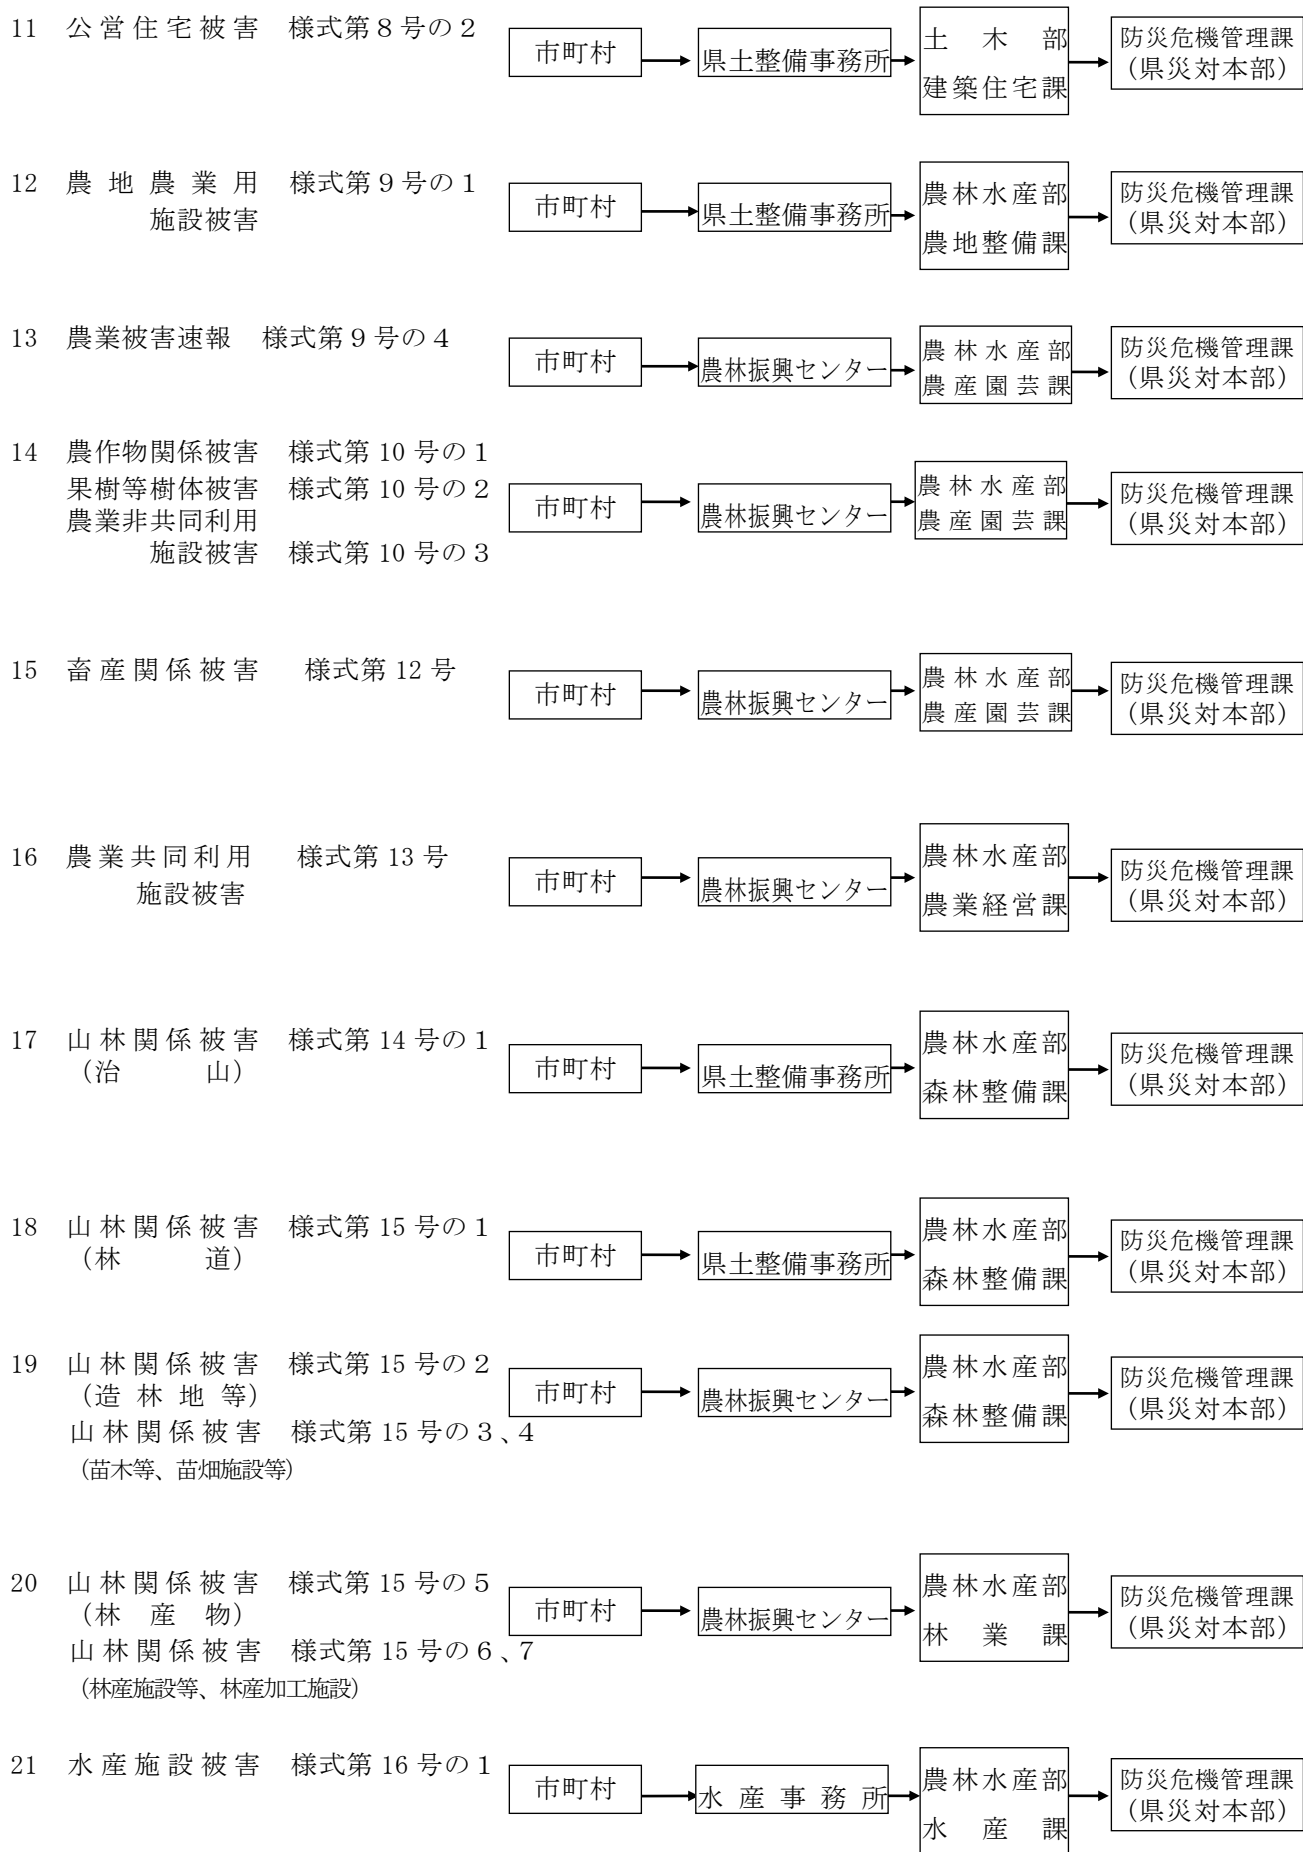 11 公営住宅被害 様式第８号の２
市町村
県土整備事務所
土木部
建築住宅課
防災危機管理課
（県災対本部）
12 農地農業用 様式第９号の１
施設被害
市町村
県土整備事務所
農林水産部
農地整備課
防災危機管理課
（県災対本部）
13 農業被害速報 様式第９号の４
市町村
農林振興センター
農林水産部
農産園芸課
防災危機管理課
（県災対本部）
14 農作物関係被害 様式第 10 号の１
果樹等樹体被害 様式第 10 号の２
農業非共同利用
施設被害 様式第 10 号の３
市町村
農林振興センター
農林水産部
農産園芸課
防災危機管理課
（県災対本部）
15 畜産関係被害 様式第 12 号
市町村
農林振興センター
農林水産部
農産園芸課
防災危機管理課
（県災対本部）
16 農業共同利用 様式第 13 号
施設被害
市町村
農林振興センター
農林水産部
農業経営課
防災危機管理課
（県災対本部）
17 山林関係被害 様式第 14 号の１
（治山）
市町村
県土整備事務所
農林水産部
森林整備課
防災危機管理課
（県災対本部）
18 山林関係被害 様式第 15 号の１
（林道）
市町村
県土整備事務所
農林水産部
森林整備課
防災危機管理課
（県災対本部）
19 山林関係被害 様式第 15 号の２
（造林地等）
山林関係被害 様式第 15 号の３、４
（苗木等、苗畑施設等）
市町村
農林振興センター
農林水産部
森林整備課
防災危機管理課
（県災対本部）
20 山林関係被害 様式第 15 号の５
（林産物）
山林関係被害 様式第 15 号の６、７
（林産施設等、林産加工施設）
市町村
農林振興センター
農林水産部
林業課
防災危機管理課
（県災対本部）
21 水産施設被害 様式第 16 号の１
市町村
水産事務所
農林水産部
水産課
防災危機管理課
（県災対本部）